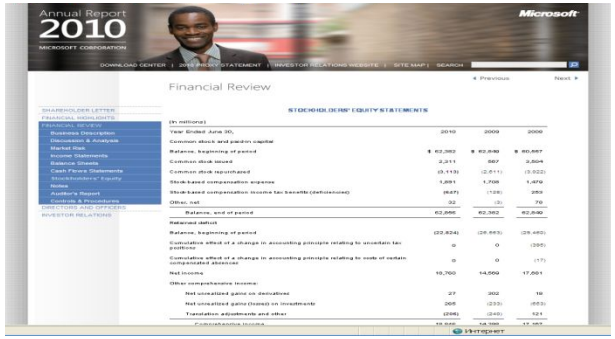 Annual Report
2010
MICROSOFT CORPORATION
Microsoft
DOWNLOAD CENTER | 2010 PROXY STATEMENT | INVESTOR RELATIONS WEBSITE | SITE MAP | SEARCH
Previous Next
Financial Review
SHAREHOLDER LETTER
FINANCIAL HIGHLIGHTS
FINANCIAL REVIEW
Business Description
Discussion & Analysis
Market Risk
Income Statements
Balance Sheets
Cash Flows Statements
Stockholders' Equity
Notes
Auditor's Report
Controls & Procedures
DIRECTORS AND OFFICERS
INVESTOR RELATIONS
STOCKHOLDERS' EQUITY STATEMENTS
(In millions)
Year Ended June 30, 2010 2009 2008
Common stock and paid-in capital
Balance, beginning of period $ 62,382 $ 62,849 $ 60,557
Common stock issued 2,311 567 3,504
Common stock repurchased (3,113) (2,611) (3,022)
Stock-based compensation expense 1,891 1,708 1,479
Stock-based compensation income tax benefits (deficiencies) (647) (128) 253
Other, net 32 (3) 78
Balance, end of period 62,856 62,382 62,849
Retained deficit
Balance, beginning of period (22,824) (26,563) (29,460)
Cumulative effect of a change in accounting principle relating to uncertain tax
positions 0 0 (395)
Cumulative effect of a change in accounting principle relating to costs of certain
compensated absences 0 0 (17)
Net income 18,760 14,569 17,681
Other comprehensive income:
Net unrealized gains on derivatives 27 302 18
Net unrealized gains (losses) on investments 265 (233) (653)
Translation adjustments and other (206) (240) 121
Comprehensive income
Интернет